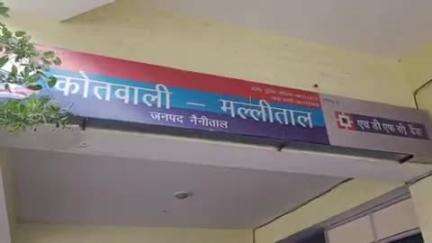 कोतवाली – मल्लीताल
जनपद नैनीताल
एच डी एफ सी बैंक